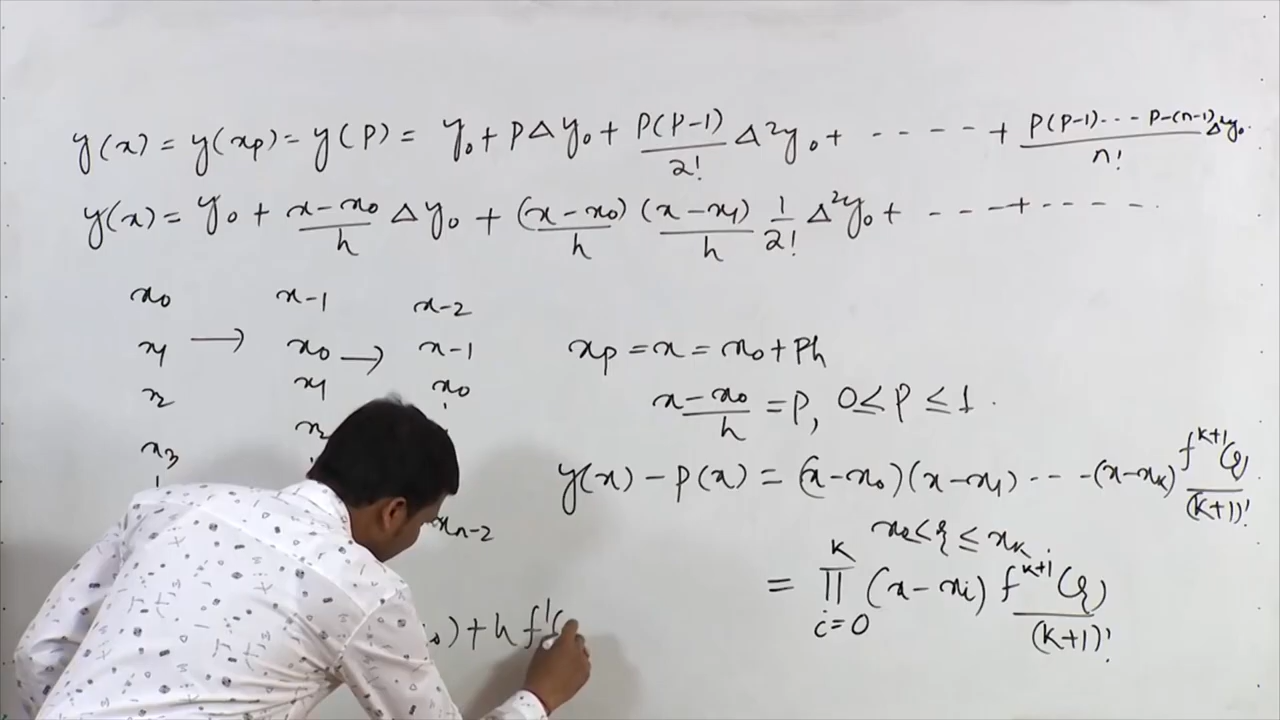 y(x) = y(xp) = y(P) = y₀ + PΔy₀ + P(P-1)/2! Δ²y₀ + ----- + P(P-1)--- P-(n-1)/n! Δⁿy₀
y(x) = y₀ + x-x₀/h Δy₀ + (x-x₀)/h (x-x₁)/h 1/2! Δ²y₀ + ---+-----
x₀ x-1 x-2
x₁ → x₀ → x-1
x₂ x₁ x₀
x₂
x₃
xn-2
xp = x = x₀ + Ph
x-x₀/h = P, 0 ≤ P ≤ 1.
y(x) - P(x) = (x-x₀)(x-x₁)---(x-xₖ) f^{k+1}(ξ)/(k+1)!
x₀ < ξ ≤ xₖ.
= ∏_{i=0}^{K} (x-xᵢ) f^{k+1}(ξ)/(k+1)!
) + h f'(